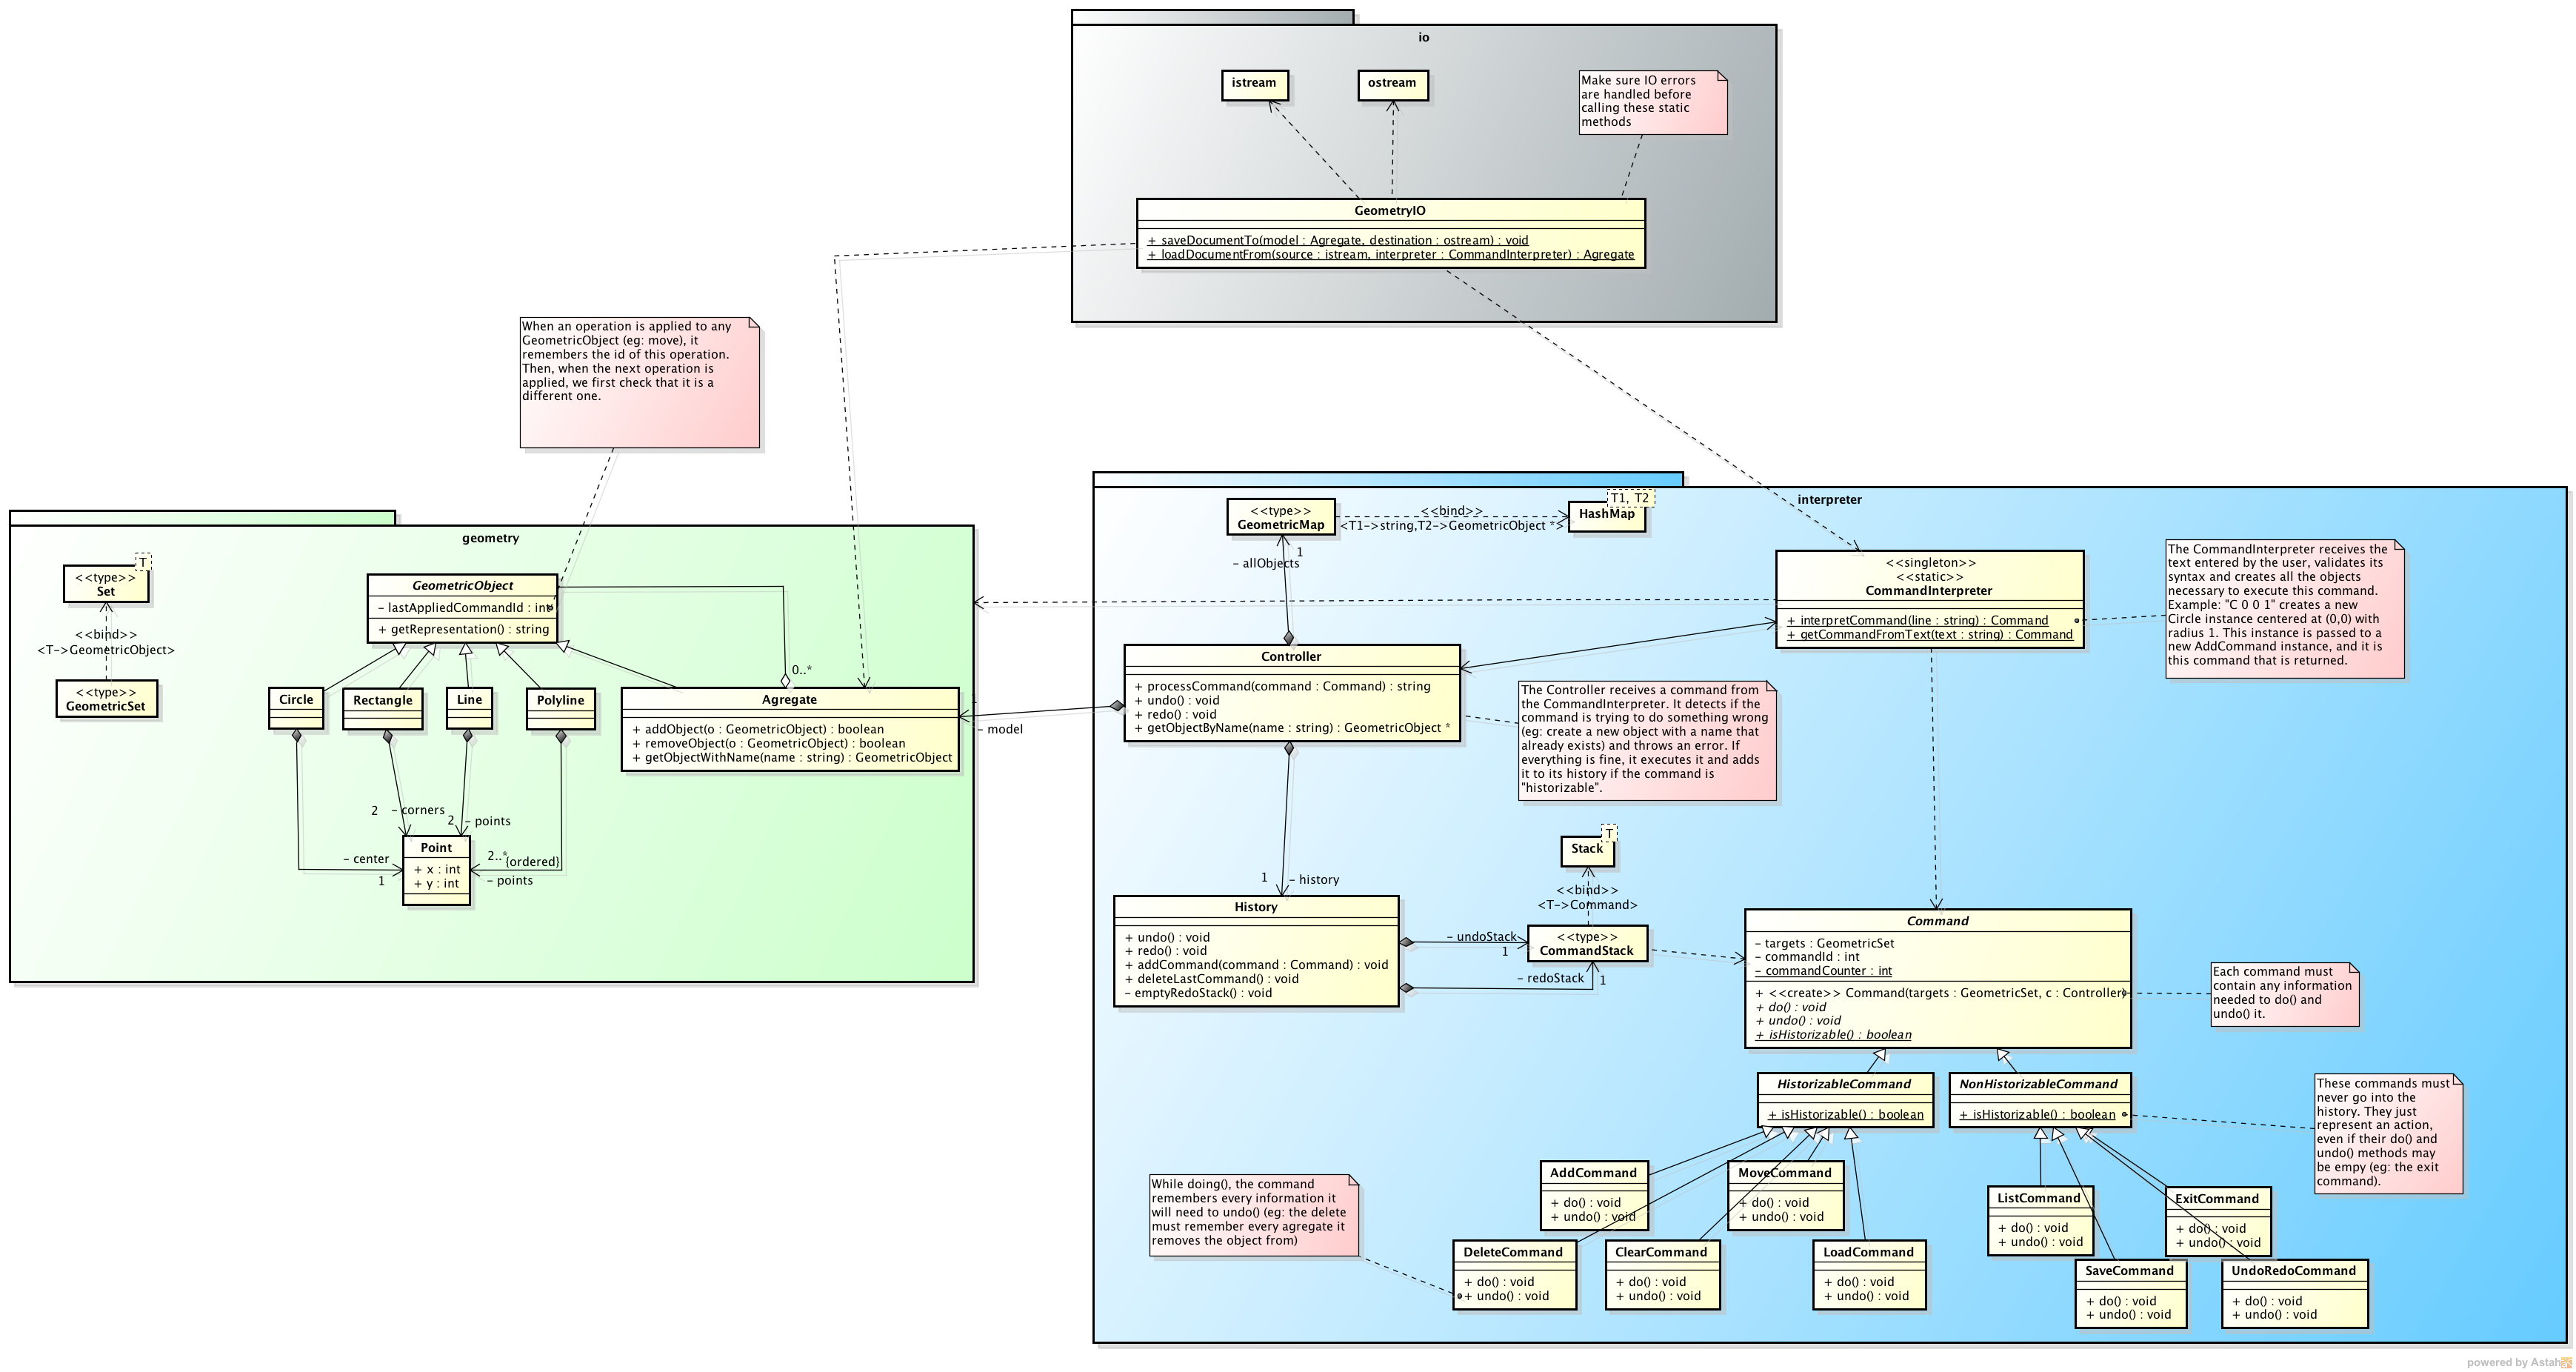 io
istream
ostream
Make sure IO errors
are handled before
calling these static
methods
GeometryIO
+ saveDocumentTo(model : Agregate, destination : ostream) : void
+ loadDocumentFrom(source : istream, interpreter : CommandInterpreter) : Agregate
When an operation is applied to any
GeometricObject (eg: move), it
remembers the id of this operation.
Then, when the next operation is
applied, we first check that it is a
different one.
geometry
T
<<type>>
Set
<<bind>>
<T->GeometricObject>
<<type>>
GeometricSet
GeometricObject
- lastAppliedCommandId : int
+ getRepresentation() : string
0..*
Circle
Rectangle
Line
Polyline
Agregate
+ addObject(o : GeometricObject) : boolean
+ removeObject(o : GeometricObject) : boolean
+ getObjectWithName(name : string) : GeometricObject
1
- model
2
- corners
2
- points
- center
1
2..*
{ordered}
- points
Point
+ x : int
+ y : int
interpreter
<<type>>
GeometricMap
<<bind>>
<T1->string,T2->GeometricObject *>
T1, T2
HashMap
1
- allObjects
<<singleton>>
<<static>>
CommandInterpreter
+ interpretCommand(line : string) : Command
+ getCommandFromText(text : string) : Command
The CommandInterpreter receives the
text entered by the user, validates its
syntax and creates all the objects
necessary to execute this command.
Example: "C 0 0 1" creates a new
Circle instance centered at (0,0) with
radius 1. This instance is passed to a
new AddCommand instance, and it is
this command that is returned.
Controller
+ processCommand(command : Command) : string
+ undo() : void
+ redo() : void
+ getObjectByName(name : string) : GeometricObject *
The Controller receives a command from
the CommandInterpreter. It detects if the
command is trying to do something wrong
(eg: create a new object with a name that
already exists) and throws an error. If
everything is fine, it executes it and adds
it to its history if the command is
"historizable".
1
- history
History
+ undo() : void
+ redo() : void
+ addCommand(command : Command) : void
+ deleteLastCommand() : void
- emptyRedoStack() : void
T
Stack
<<bind>>
<T->Command>
- undoStack
1
<<type>>
CommandStack
- redoStack
1
Command
- targets : GeometricSet
- commandId : int
- commandCounter : int
+ <<create>> Command(targets : GeometricSet, c : Controller)
+ do() : void
+ undo() : void
+ isHistorizable() : boolean
Each command must
contain any information
needed to do() and
undo() it.
HistorizableCommand
+ isHistorizable() : boolean
NonHistorizableCommand
+ isHistorizable() : boolean
These commands must
never go into the
history. They just
represent an action,
even if their do() and
undo() methods may
be empy (eg: the exit
command).
While doing(), the command
remembers every information it
will need to undo() (eg: the delete
must remember every agregate it
removes the object from)
AddCommand
+ do() : void
+ undo() : void
MoveCommand
+ do() : void
+ undo() : void
DeleteCommand
+ do() : void
+ undo() : void
ClearCommand
+ do() : void
+ undo() : void
LoadCommand
+ do() : void
+ undo() : void
ListCommand
+ do() : void
+ undo() : void
ExitCommand
+ do() : void
+ undo() : void
SaveCommand
+ do() : void
+ undo() : void
UndoRedoCommand
+ do() : void
+ undo() : void
powered by Astah